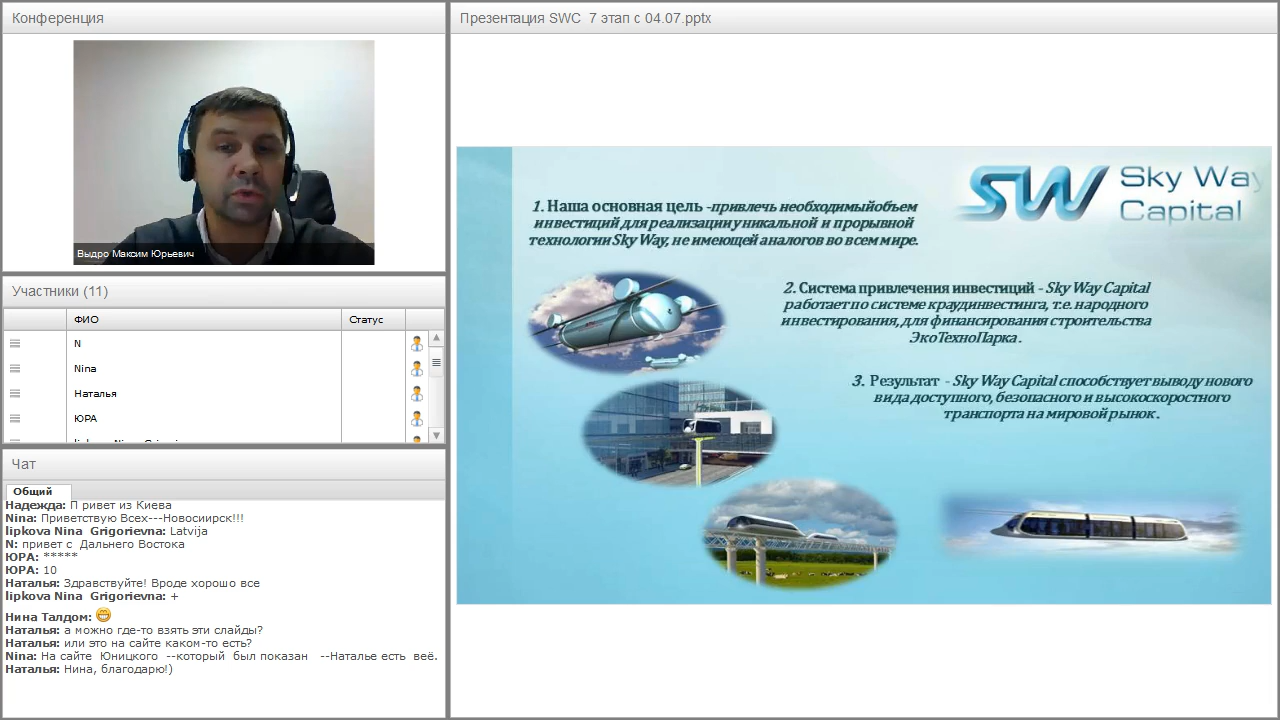 Конференция
Выдро Максим Юрьевич
Участники (11)
ФИО
Статус
N
Nina
Наталья
ЮРА
Чат
Общий
Надежда: П ривет из Киева
Nina: Приветствую Всех---Новосиирск!!!
lipkova Nina Grigorievna: Latvija
N: привет с Дальнего Востока
ЮРА: *****
ЮРА: 10
Наталья: Здравствуйте! Вроде хорошо все
lipkova Nina Grigorievna: +
Нина Талдом:
Наталья: а можно где-то взять эти слайды?
Наталья: или это на сайте каком-то есть?
Nina: На сайте Юницкого --который был показан --Наталье есть веё.
Наталья: Нина, благодарю!)
Презентация SWC 7 этап с 04.07.pptx
SW Sky Way
Capital
1. Наша основная цель -привлечь необходимыйобъем
инвестиций для реализации уникальной и прорывной
технологии Sky Way, не имеющей аналогов во всем мире.
2. Система привлечения инвестиций - Sky Way Capital
работает по системе краудинвестинга, т.е. народного
инвестирования, для финансирования строительства
ЭкоТехноПарка .
3. Результат - Sky Way Capital способствует выводу нового
вида доступного, безопасного и высокоскоростного
транспорта на мировой рынок .